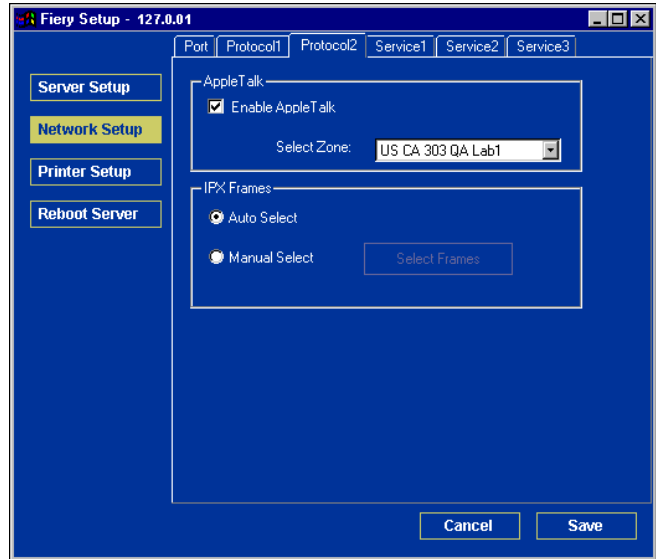 Fiery Setup - 127.0.01
Port Protocol1 Protocol2 Service1 Service2 Service3
Server Setup
Network Setup
Printer Setup
Reboot Server
AppleTalk
Enable AppleTalk
Select Zone: US CA 303 QA Lab1
IPX Frames
Auto Select
Manual Select Select Frames
Cancel Save